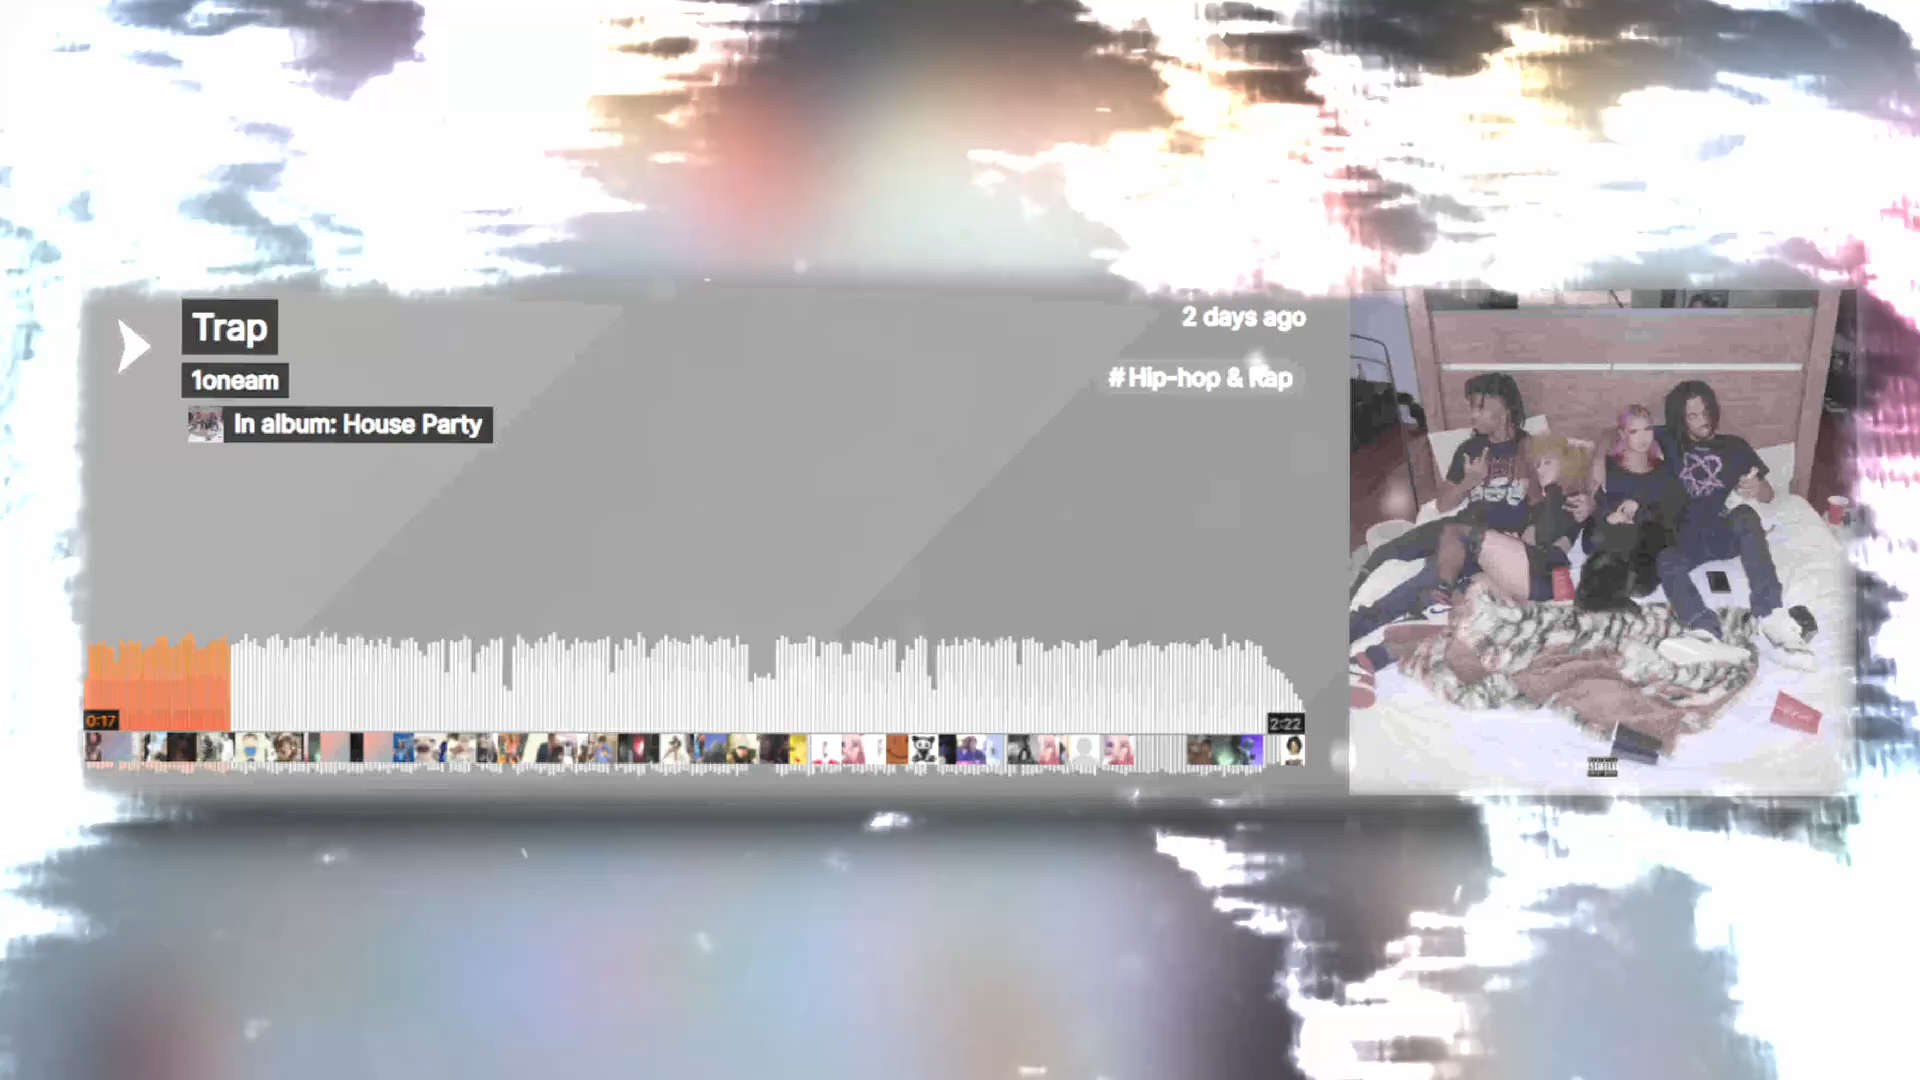 Trap
1oneam
In album: House Party
2 days ago
# Hip-hop & Rap
0:17
2:22